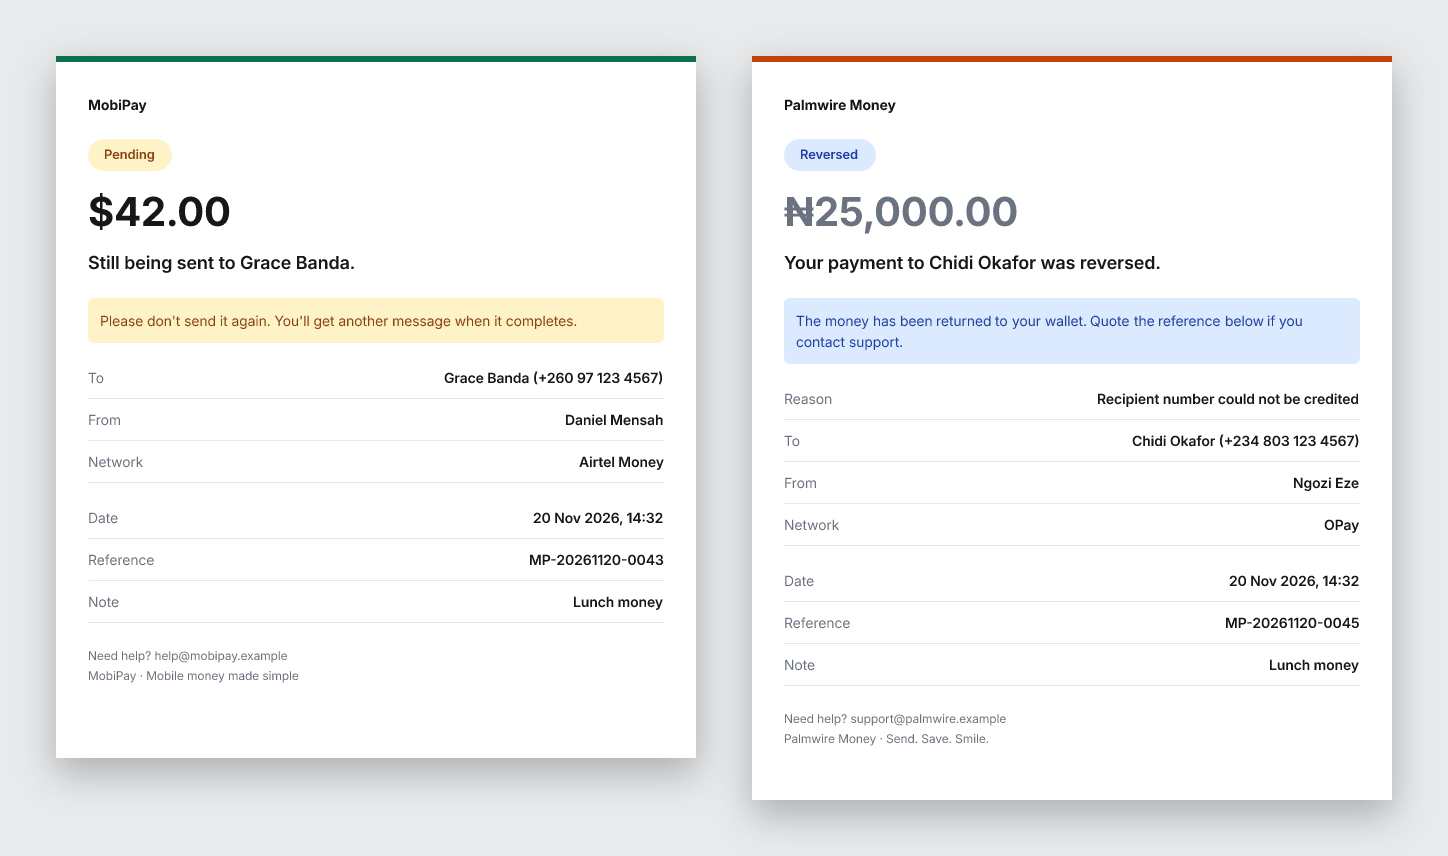 MobiPay
Pending
$42.00
Still being sent to Grace Banda.
Please don't send it again. You'll get another message when it completes.
To Grace Banda (+260 97 123 4567)
From Daniel Mensah
Network Airtel Money
Date 20 Nov 2026, 14:32
Reference MP-20261120-0043
Note Lunch money
Need help? help@mobipay.example
MobiPay · Mobile money made simple
Palmwire Money
Reversed
₦25,000.00
Your payment to Chidi Okafor was reversed.
The money has been returned to your wallet. Quote the reference below if you
contact support.
Reason Recipient number could not be credited
To Chidi Okafor (+234 803 123 4567)
From Ngozi Eze
Network OPay
Date 20 Nov 2026, 14:32
Reference MP-20261120-0045
Note Lunch money
Need help? support@palmwire.example
Palmwire Money · Send. Save. Smile.